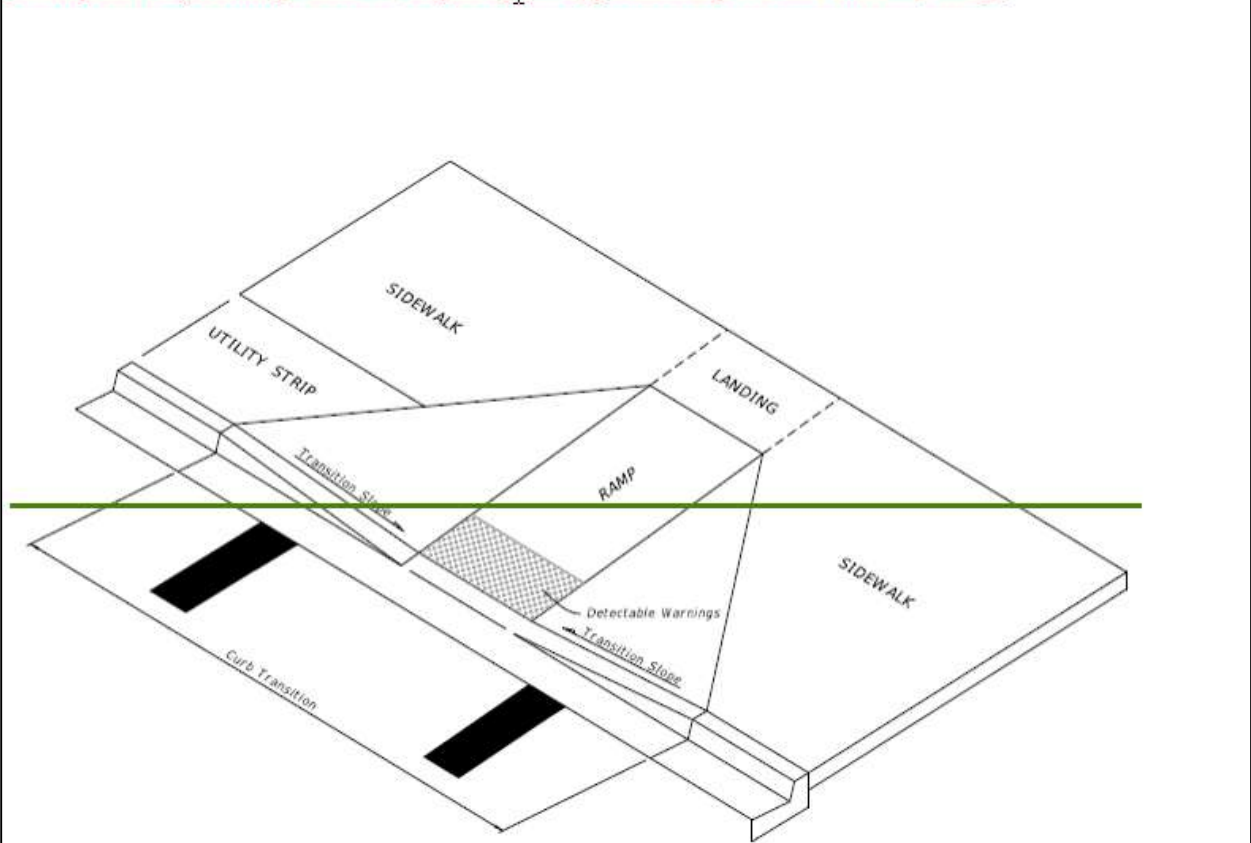 SIDEWALK
UTILITY STRIP
LANDING
Transition Slope
RAMP
SIDEWALK
Detectable Warnings
Transition Slope
Curb Transition